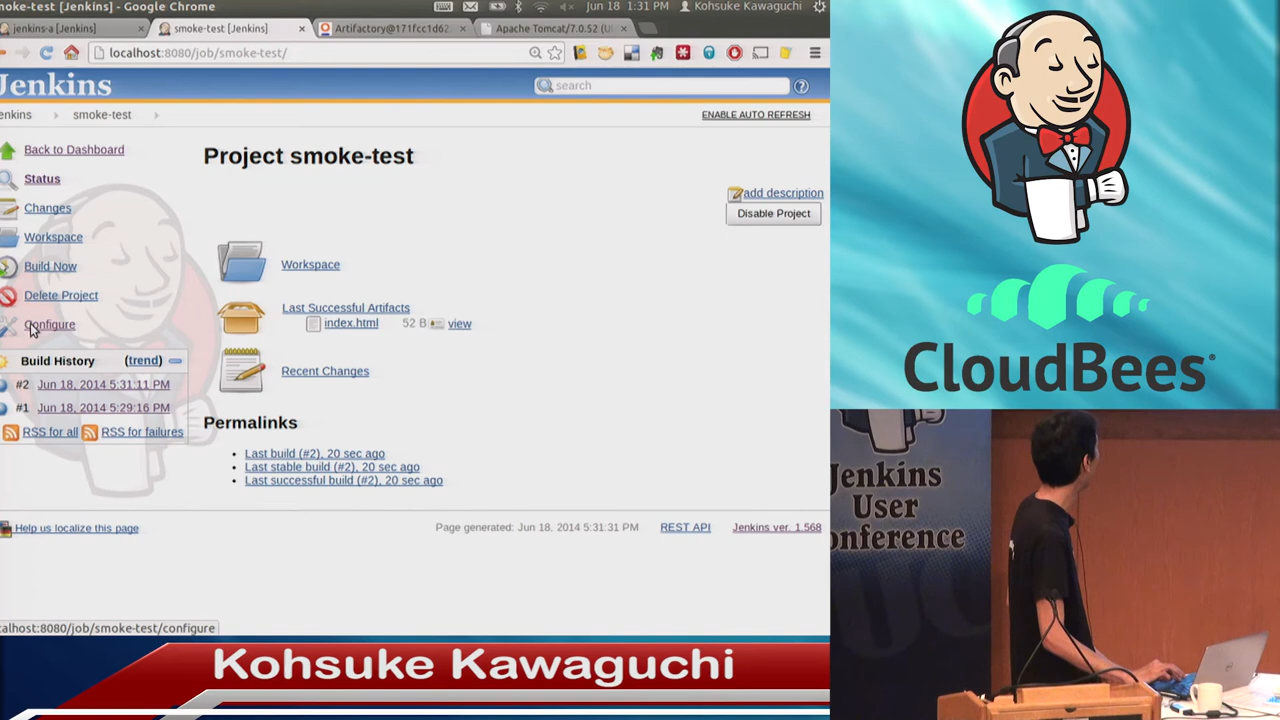 moke-test [Jenkins] - Google Chrome
Jun 18 1:31 PM
Kohsuke Kawaguchi
jenkins-a [Jenkins]
smoke-test [Jenkins]
Artifactory@171fcc1d62
Apache Tomcat/7.0.52 (U
localhost:8080/job/smoke-test/
Jenkins
search
enkins
smoke-test
ENABLE AUTO REFRESH
Back to Dashboard
Status
Changes
Workspace
Build Now
Delete Project
Configure
Build History (trend)
#2 Jun 18, 2014 5:31:11 PM
#1 Jun 18, 2014 5:29:16 PM
RSS for all RSS for failures
Project smoke-test
add description
Disable Project
Workspace
Last Successful Artifacts
index.html 52 B view
Recent Changes
Permalinks
Last build (#2), 20 sec ago
Last stable build (#2), 20 sec ago
Last successful build (#2), 20 sec ago
Help us localize this page
Page generated: Jun 18, 2014 5:31:31 PM
REST API
Jenkins ver. 1.568
alhost:8080/job/smoke-test/configure
Kohsuke Kawaguchi
CloudBees®
Jenkins
User
onference